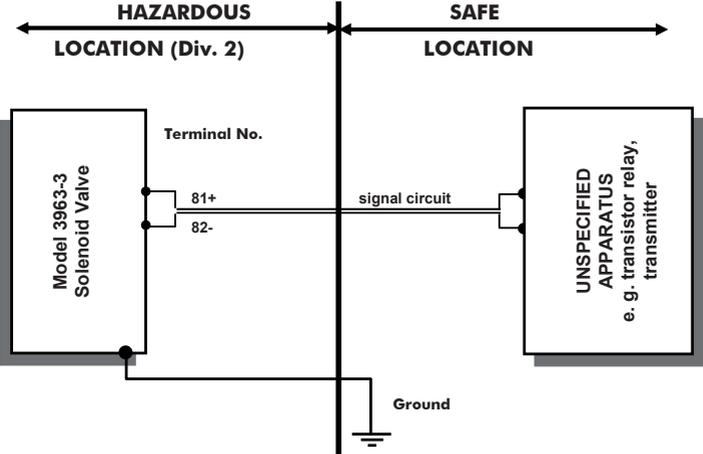 HAZARDOUS
LOCATION (Div. 2)
SAFE
LOCATION
Terminal No.
Model 3963-3
Solenoid Valve
81+
82-
signal circuit
UNSPECIFIED
APPARATUS
e. g. transistor relay,
transmitter
Ground